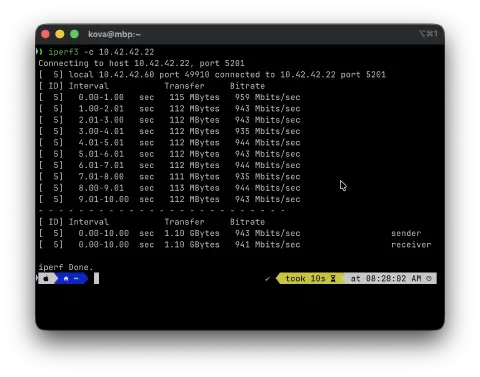 kova@mbp:~
⌥⌘1
iperf3 -c 10.42.42.22
Connecting to host 10.42.42.22, port 5201
[  5] local 10.42.42.60 port 49910 connected to 10.42.42.22 port 5201
[ ID] Interval           Transfer     Bitrate
[  5]   0.00-1.00   sec   115 MBytes   959 Mbits/sec
[  5]   1.00-2.01   sec   112 MBytes   943 Mbits/sec
[  5]   2.01-3.00   sec   112 MBytes   943 Mbits/sec
[  5]   3.00-4.01   sec   112 MBytes   935 Mbits/sec
[  5]   4.01-5.01   sec   112 MBytes   944 Mbits/sec
[  5]   5.01-6.01   sec   112 MBytes   943 Mbits/sec
[  5]   6.01-7.01   sec   112 MBytes   944 Mbits/sec
[  5]   7.01-8.00   sec   111 MBytes   935 Mbits/sec
[  5]   8.00-9.01   sec   113 MBytes   944 Mbits/sec
[  5]   9.01-10.00  sec   112 MBytes   943 Mbits/sec
- - - - - - - - - - - - - - - - - - - - - - - - -
[ ID] Interval           Transfer     Bitrate
[  5]   0.00-10.00  sec  1.10 GBytes   943 Mbits/sec                  sender
[  5]   0.00-10.00  sec  1.10 GBytes   941 Mbits/sec                  receiver
iperf Done.
~ ✔ took 10s at 08:28:02 AM